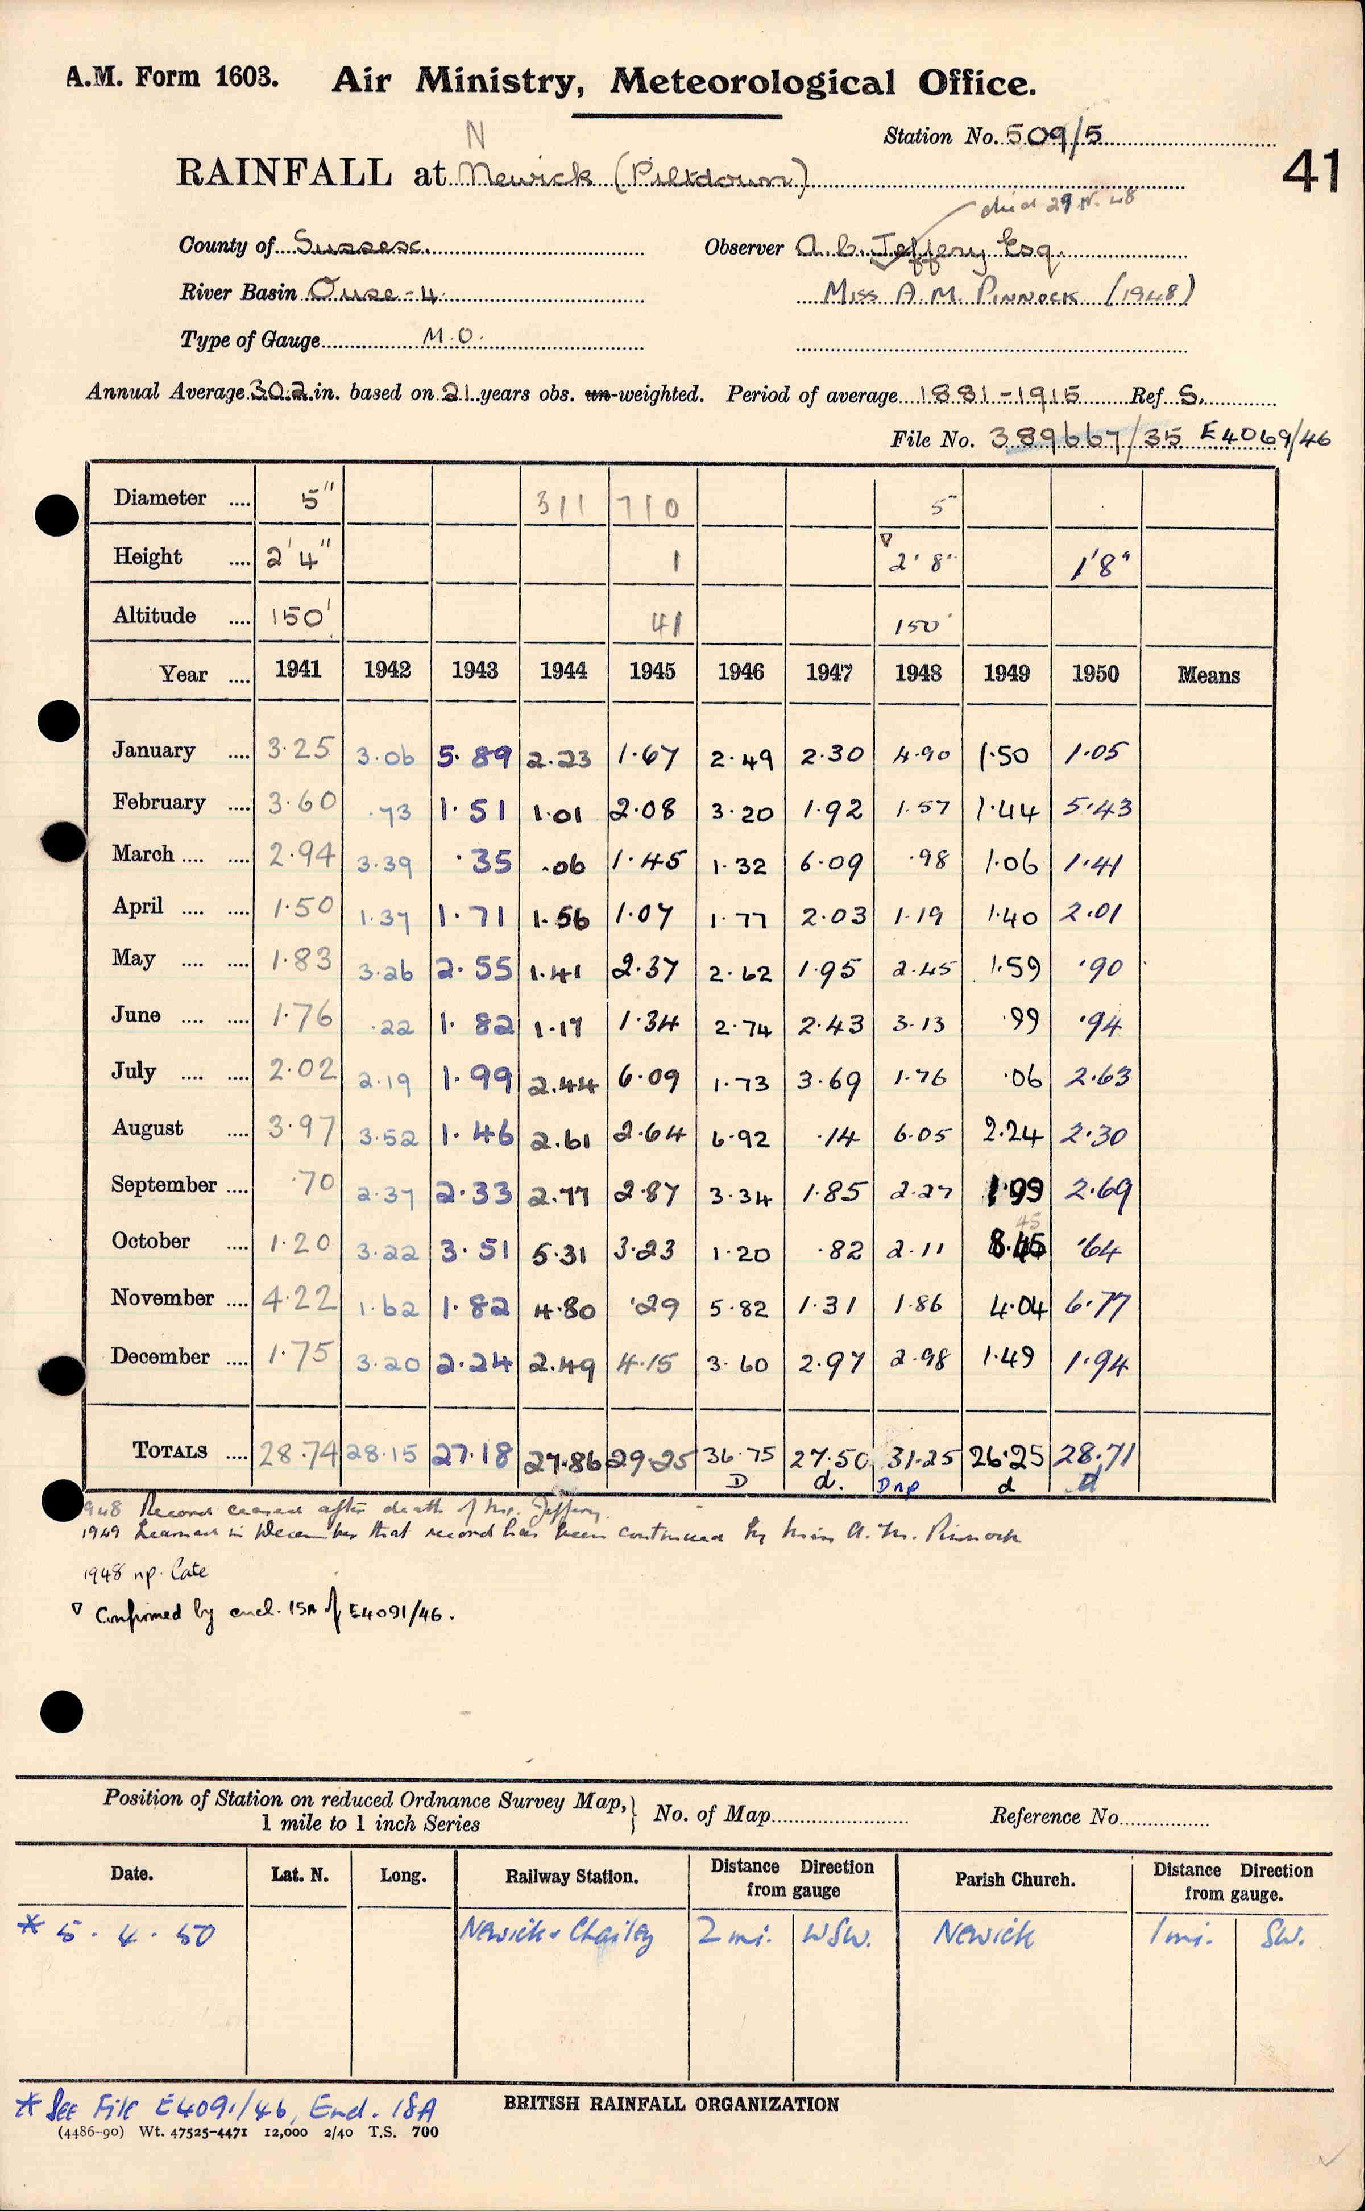 A.M. Form 1603. Air Ministry, Meteorological Office.
Station No. 509/5
N
41
RAINFALL at Newick (Piltdown)
died 29.IV.48
County of Sussex. Observer A. C. Jeffery Esq.
River Basin Ouse-4. Miss A.M. PINNOCK (1948)
Type of Gauge M.O.
Annual Average 30.2 in. based on 21 years obs. un-weighted. Period of average 1881-1915 Ref S.
File No. 389667/35 E4069/46
Diameter .... 5" 311 710 5
Height .... 2'4" 1 ▽ 2'8" 1'8"
Altitude .... 150' 41 150'
Year .... 1941 1942 1943 1944 1945 1946 1947 1948 1949 1950 Means
January .... 3.25 3.06 5.89 2.23 1.67 2.49 2.30 4.90 1.50 1.05
February .... 3.60 .73 1.51 1.01 2.08 3.20 1.92 1.57 1.44 5.43
March .... .... 2.94 3.39 .35 .06 1.45 1.32 6.09 .98 1.06 1.41
April .... .... 1.50 1.37 1.71 1.56 1.07 1.77 2.03 1.19 1.40 2.01
May .... .... 1.83 3.26 2.55 1.41 2.37 2.62 1.95 2.45 1.59 .90
June .... .... 1.76 .22 1.82 1.17 1.34 2.74 2.43 3.13 .99 .94
July .... .... 2.02 2.19 1.99 2.44 6.09 1.73 3.69 1.76 .06 2.63
August .... 3.97 3.52 1.46 2.61 2.64 6.92 .14 6.05 2.24 2.30
September .... .70 2.37 2.33 2.77 2.87 3.34 1.85 2.27 1.99 2.69
45
October .... 1.20 3.22 3.51 5.31 3.23 1.20 .82 2.11 8.45 .64
November .... 4.22 1.62 1.82 4.80 .29 5.82 1.31 1.86 4.04 6.77
December .... 1.75 3.20 2.24 2.49 4.15 3.60 2.97 2.98 1.49 1.94
TOTALS .... 28.74 28.15 27.18 27.86 29.25 36.75 27.50 31.25 26.25 28.71
D d. Dnp d d
948 Record ceased after death of Mr. Jeffery.
1949 Learned in December that record has been continued by Miss A. M. Pinnock
1948 np. Late
▽ Confirmed by encl. 15A of E4091/46.
Position of Station on reduced Ordnance Survey Map, 1 mile to 1 inch Series } No. of Map Reference No.
Date. Lat. N. Long. Railway Station. Distance Direction from gauge Parish Church. Distance Direction from gauge.
* 5.4.50 Newick & Chailey 2 mi. WSW. Newick 1 mi. SW.
* See File E4091/46, Encl. 18A
BRITISH RAINFALL ORGANIZATION
(4486-90) Wt. 47525-4471 12,000 2/40 T.S. 700